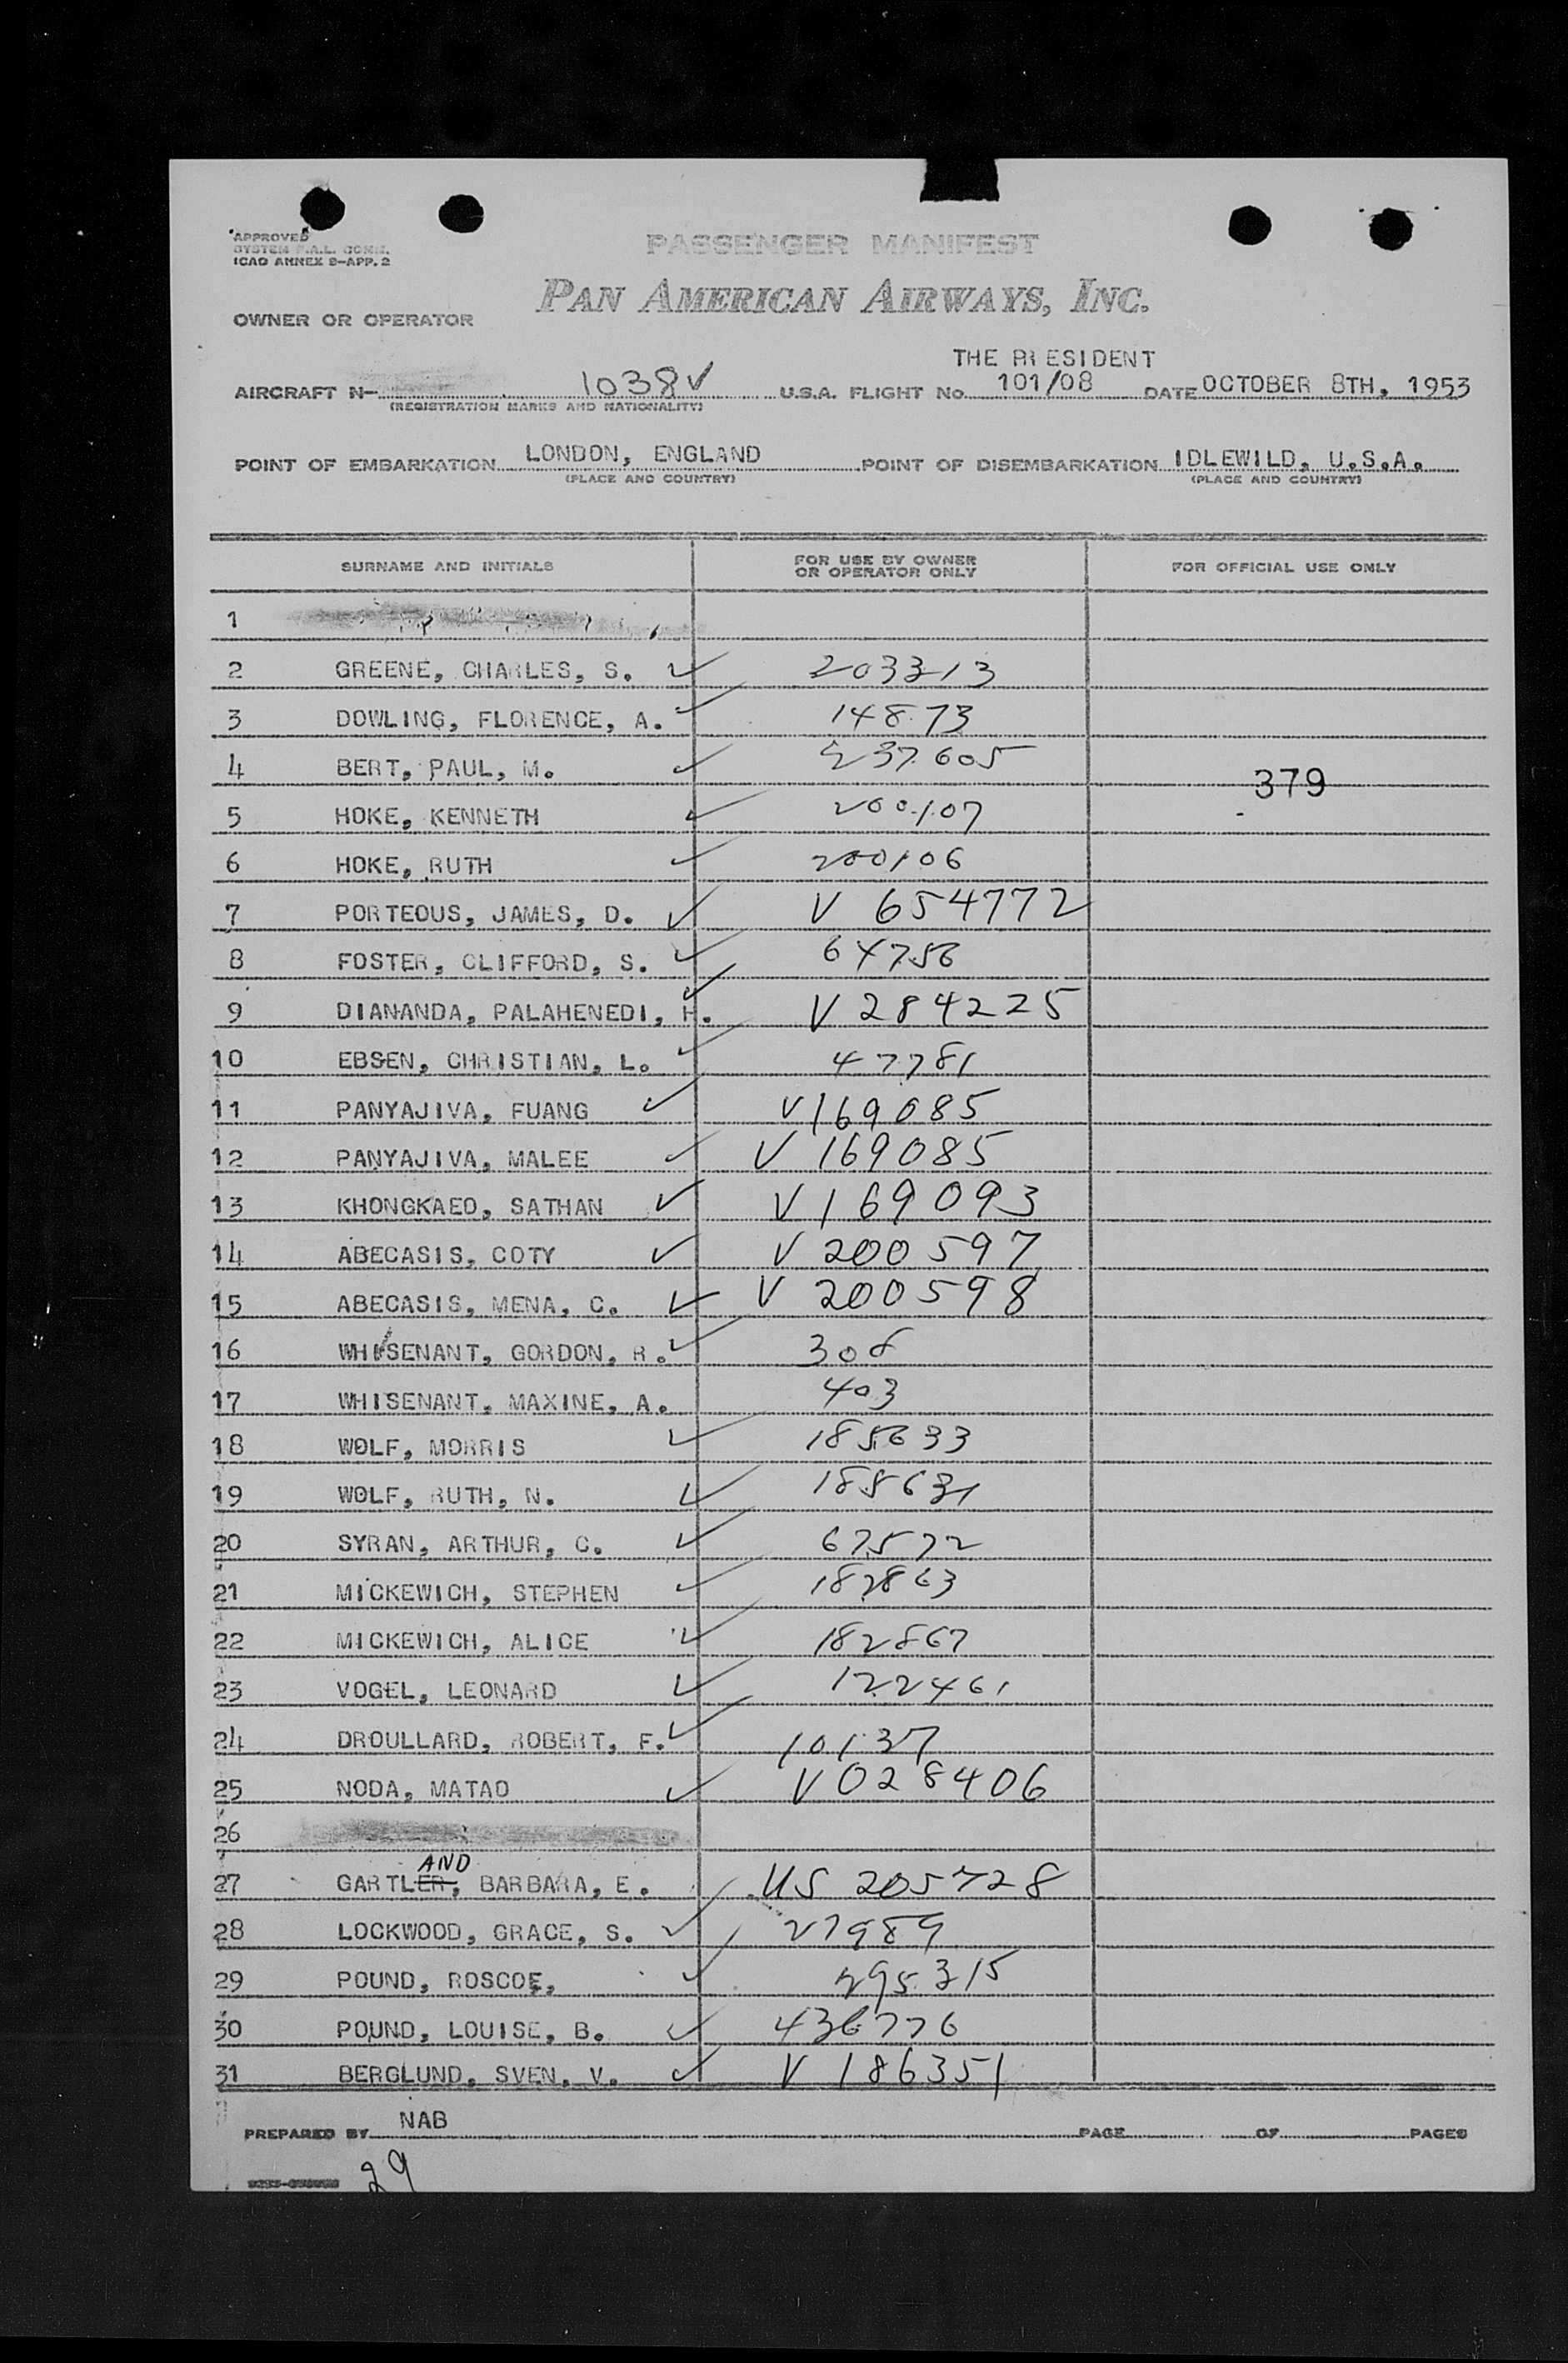 APPROVED
SYSTEM P.A.L. COMM.
ICAO ANNEX 9-APP. 2
PASSENGER MANIFEST
PAN AMERICAN AIRWAYS, INC.
OWNER OR OPERATOR
THE PRESIDENT
AIRCRAFT N- 1038V U.S.A. FLIGHT No. 101/08 DATE OCTOBER 8TH, 1953
(REGISTRATION MARKS AND NATIONALITY)
POINT OF EMBARKATION LONDON, ENGLAND POINT OF DISEMBARKATION IDLEWILD, U.S.A.
(PLACE AND COUNTRY) (PLACE AND COUNTRY)
SURNAME AND INITIALS FOR USE BY OWNER OR OPERATOR ONLY FOR OFFICIAL USE ONLY
1
2 GREENE, CHARLES, S. 203313
3 DOWLING, FLORENCE, A. 14873
4 BERT, PAUL, M. 237605
379
5 HOKE, KENNETH 200107
6 HOKE, RUTH 200106
7 PORTEOUS, JAMES, D. V 654772
8 FOSTER, CLIFFORD, S. 64756
9 DIANANDA, PALAHENEDI, H. V 284225
10 EBSEN, CHRISTIAN, L. 47781
11 PANYAJIVA, FUANG V169085
12 PANYAJIVA, MALEE V 169085
13 KHONGKAEO, SATHAN V169093
14 ABECASIS, COTY V 200597
15 ABECASIS, MENA, C. V 200598
16 WHISENANT, GORDON, R. 308
17 WHISENANT, MAXINE, A. 403
18 WOLF, MORRIS 185633
19 WOLF, RUTH, N. 185631
20 SYRAN, ARTHUR, C. 67572
21 MICKEWICH, STEPHEN 182863
22 MICKEWICH, ALICE 182867
23 VOGEL, LEONARD 122461
24 DROULLARD, ROBERT, F. 10137
25 NODA, MATAO V028406
26
AND
27 GARTLER, BARBARA, E. US 205728
28 LOCKWOOD, GRACE, S. 27989
29 POUND, ROSCOE, 295315
30 POUND, LOUISE, B. 436776
31 BERGLUND, SVEN, V. V 186351
PREPARED BY NAB PAGE OF PAGES
29